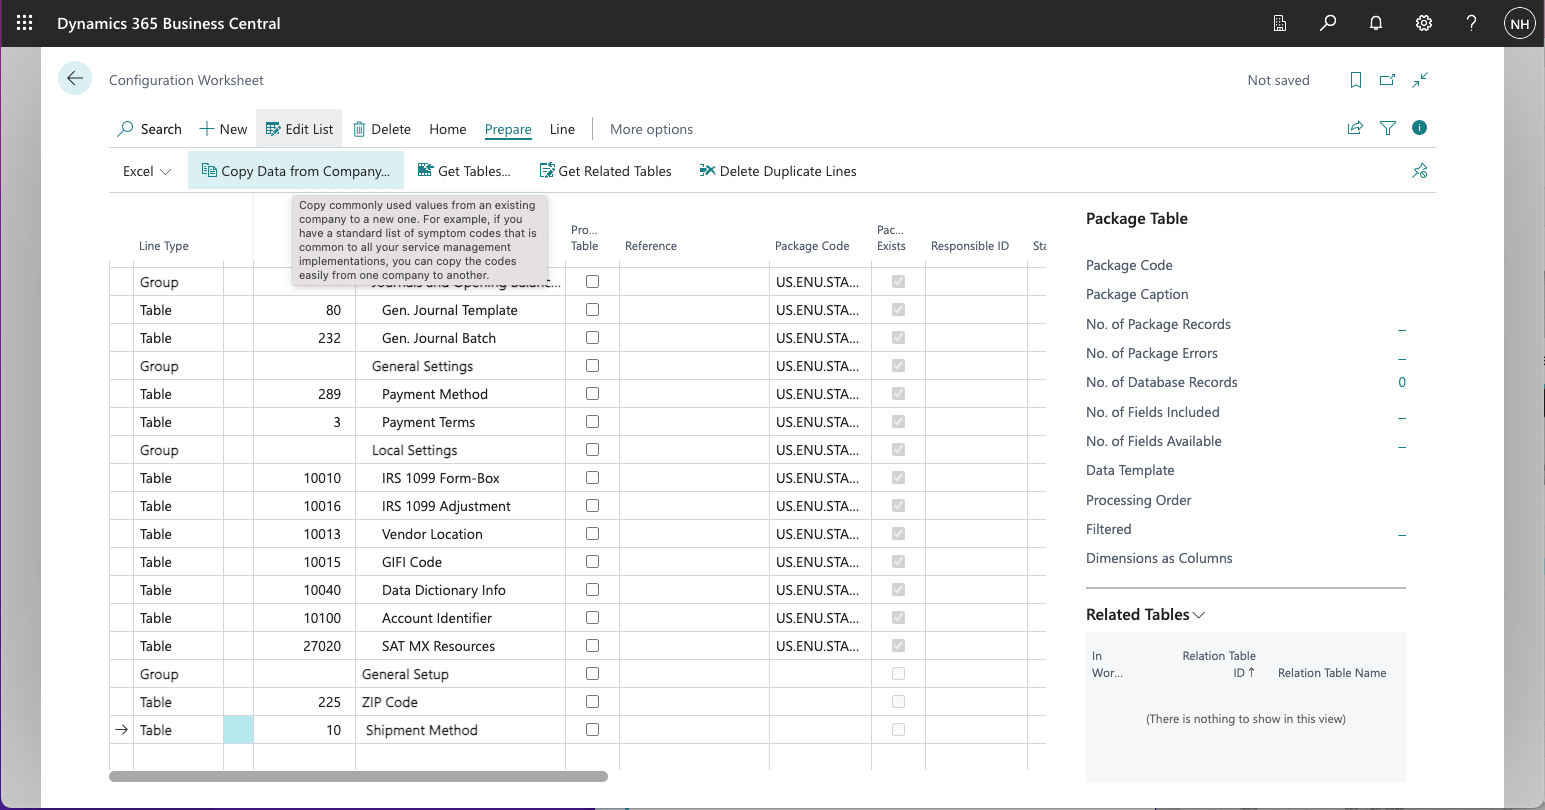 Dynamics 365 Business Central
NH
Configuration Worksheet
Not saved
Search
New
Edit List
Delete
Home
Prepare
Line
More options
Excel
Copy Data from Company...
Get Tables...
Get Related Tables
Delete Duplicate Lines
Copy commonly used values from an existing
company to a new one. For example, if you
have a standard list of symptom codes that is
common to all your service management
implementations, you can copy the codes
easily from one company to another.
Line Type
Pro...
Table
Reference
Package Code
Pac...
Exists
Responsible ID
Sta
Group Journals and Opening Balanc... US.ENU.STA...
Table 80 Gen. Journal Template US.ENU.STA...
Table 232 Gen. Journal Batch US.ENU.STA...
Group General Settings US.ENU.STA...
Table 289 Payment Method US.ENU.STA...
Table 3 Payment Terms US.ENU.STA...
Group Local Settings US.ENU.STA...
Table 10010 IRS 1099 Form-Box US.ENU.STA...
Table 10016 IRS 1099 Adjustment US.ENU.STA...
Table 10013 Vendor Location US.ENU.STA...
Table 10015 GIFI Code US.ENU.STA...
Table 10040 Data Dictionary Info US.ENU.STA...
Table 10100 Account Identifier US.ENU.STA...
Table 27020 SAT MX Resources US.ENU.STA...
Group General Setup
Table 225 ZIP Code
Table 10 Shipment Method
Package Table
Package Code
Package Caption
No. of Package Records _
No. of Package Errors _
No. of Database Records 0
No. of Fields Included _
No. of Fields Available _
Data Template
Processing Order
Filtered _
Dimensions as Columns
Related Tables
In
Wor...
Relation Table
ID ↑
Relation Table Name
(There is nothing to show in this view)